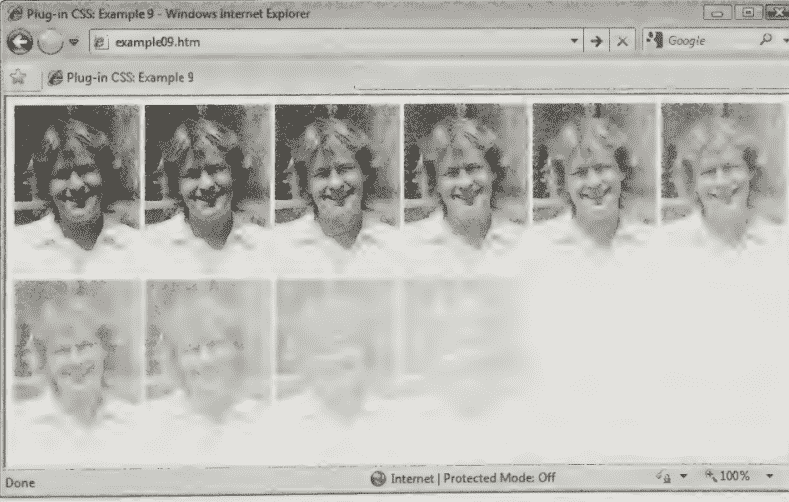 Plug-in CSS: Example 9 - Windows Internet Explorer
example09.htm
Google
Plug-in CSS: Example 9
Done
Internet | Protected Mode: Off
100%